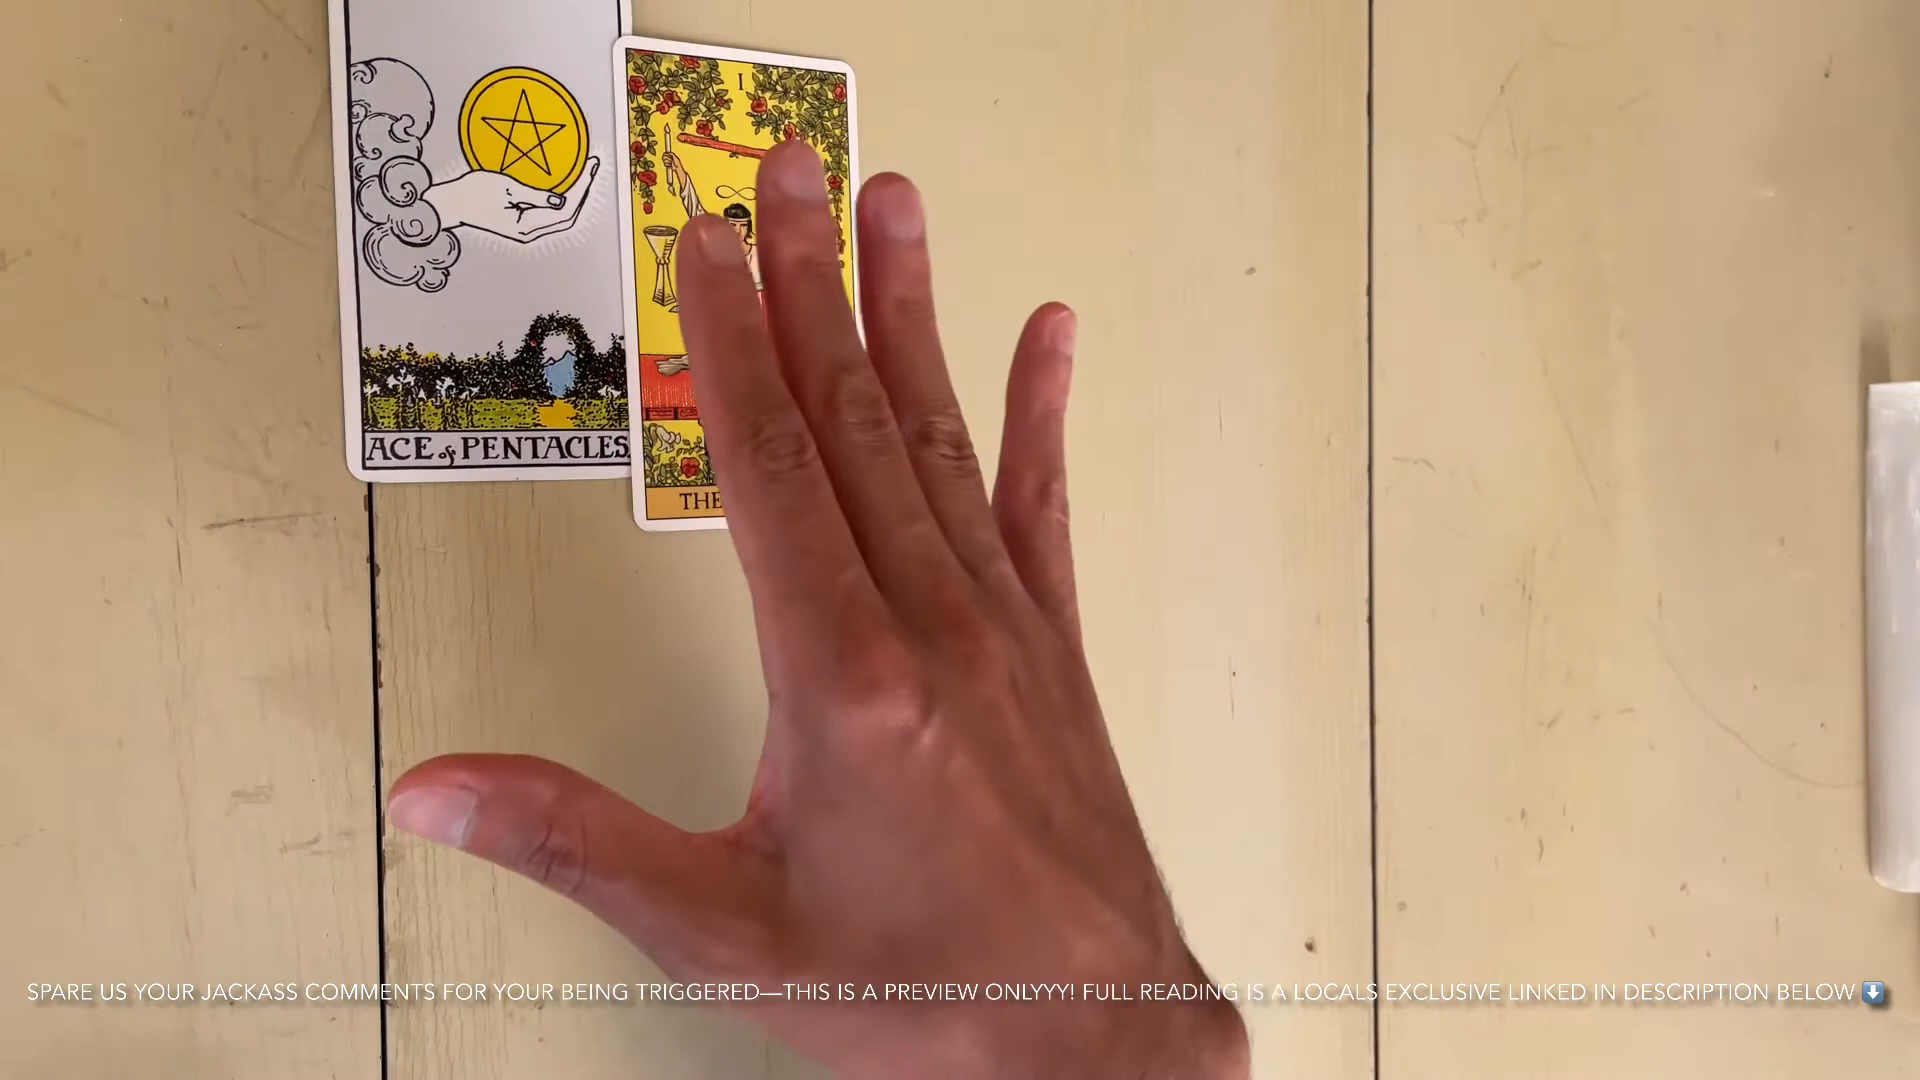 I
ACE of PENTACLES
THE
SPARE US YOUR JACKASS COMMENTS FOR YOUR BEING TRIGGERED—THIS IS A PREVIEW ONLYYY! FULL READING IS A LOCALS EXCLUSIVE LINKED IN DESCRIPTION BELOW ⬇️